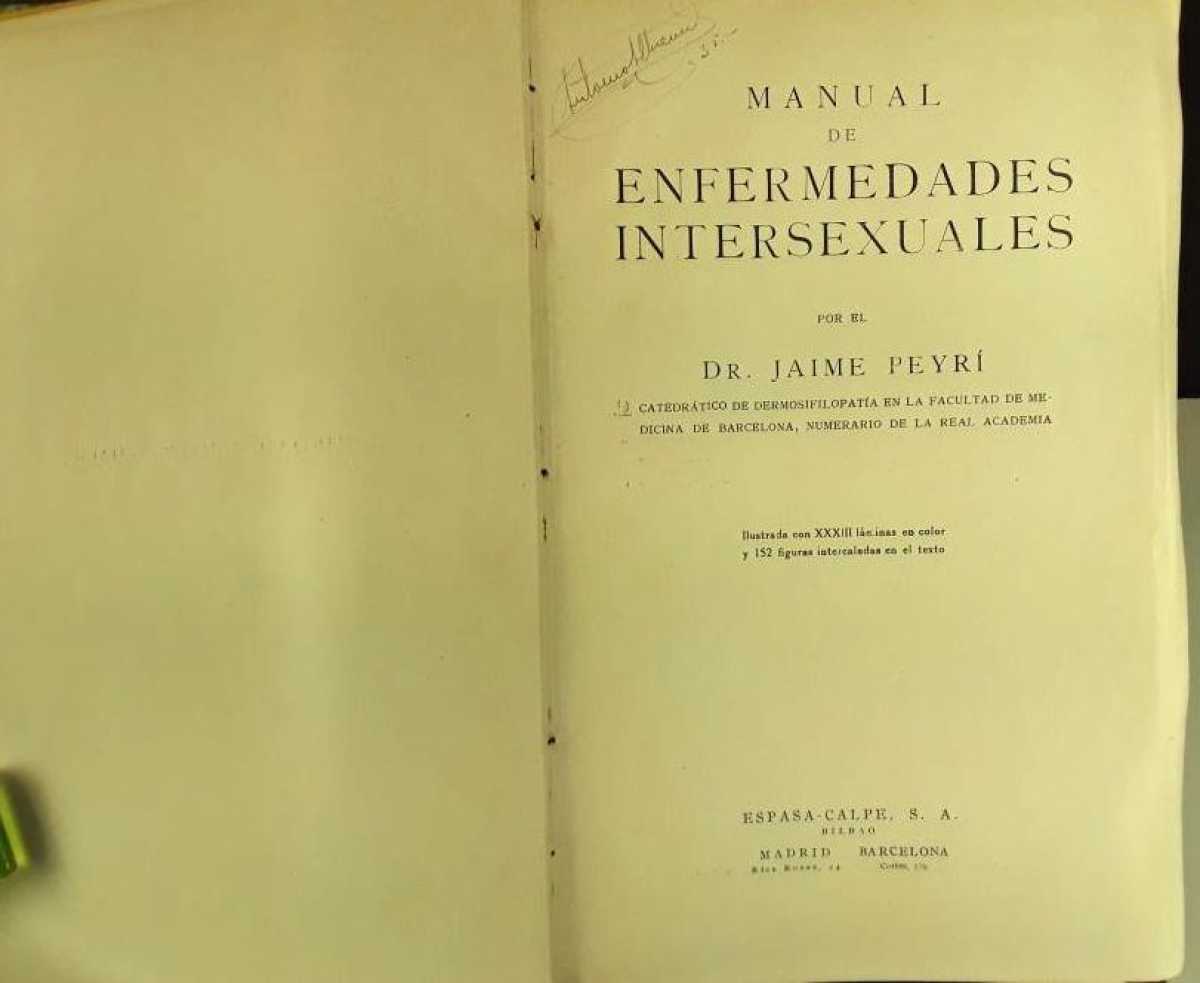 MANUAL
DE
ENFERMEDADES
INTERSEXUALES
POR EL
DR. JAIME PEYRÍ
CATEDRÁTICO DE DERMOSIFILOPATÍA EN LA FACULTAD DE ME-
DICINA DE BARCELONA, NUMERARIO DE LA REAL ACADEMIA
Ilustrada con XXXIII láminas en color
y 152 figuras intercaladas en el texto
ESPASA-CALPE, S. A.
BILBAO
MADRID BARCELONA